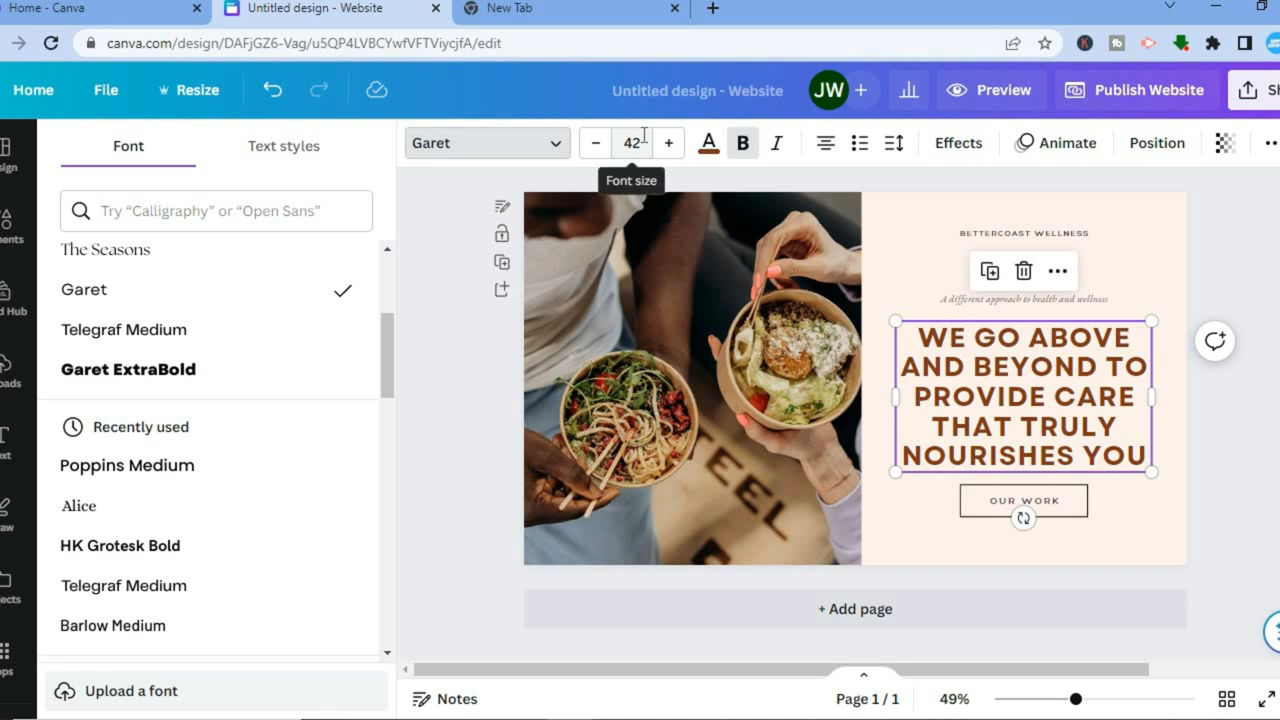 Home - Canva
Untitled design - Website
New Tab
canva.com/design/DAFjGZ6-Vag/u5QP4LVBCYwfVFTViycjfA/edit
Home
File
Resize
Untitled design - Website
JW
Preview
Publish Website
Font
Text styles
Garet
42
B
I
A
Effects
Animate
Position
Font size
Try “Calligraphy” or “Open Sans”
The Seasons
Garet
Telegraf Medium
Garet ExtraBold
Recently used
Poppins Medium
Alice
HK Grotesk Bold
Telegraf Medium
Barlow Medium
Upload a font
BETTERCOAST WELLNESS
A different approach to health and wellness
WE GO ABOVE
AND BEYOND TO
PROVIDE CARE
THAT TRULY
NOURISHES YOU
OUR WORK
+ Add page
Notes
Page 1 / 1
49%